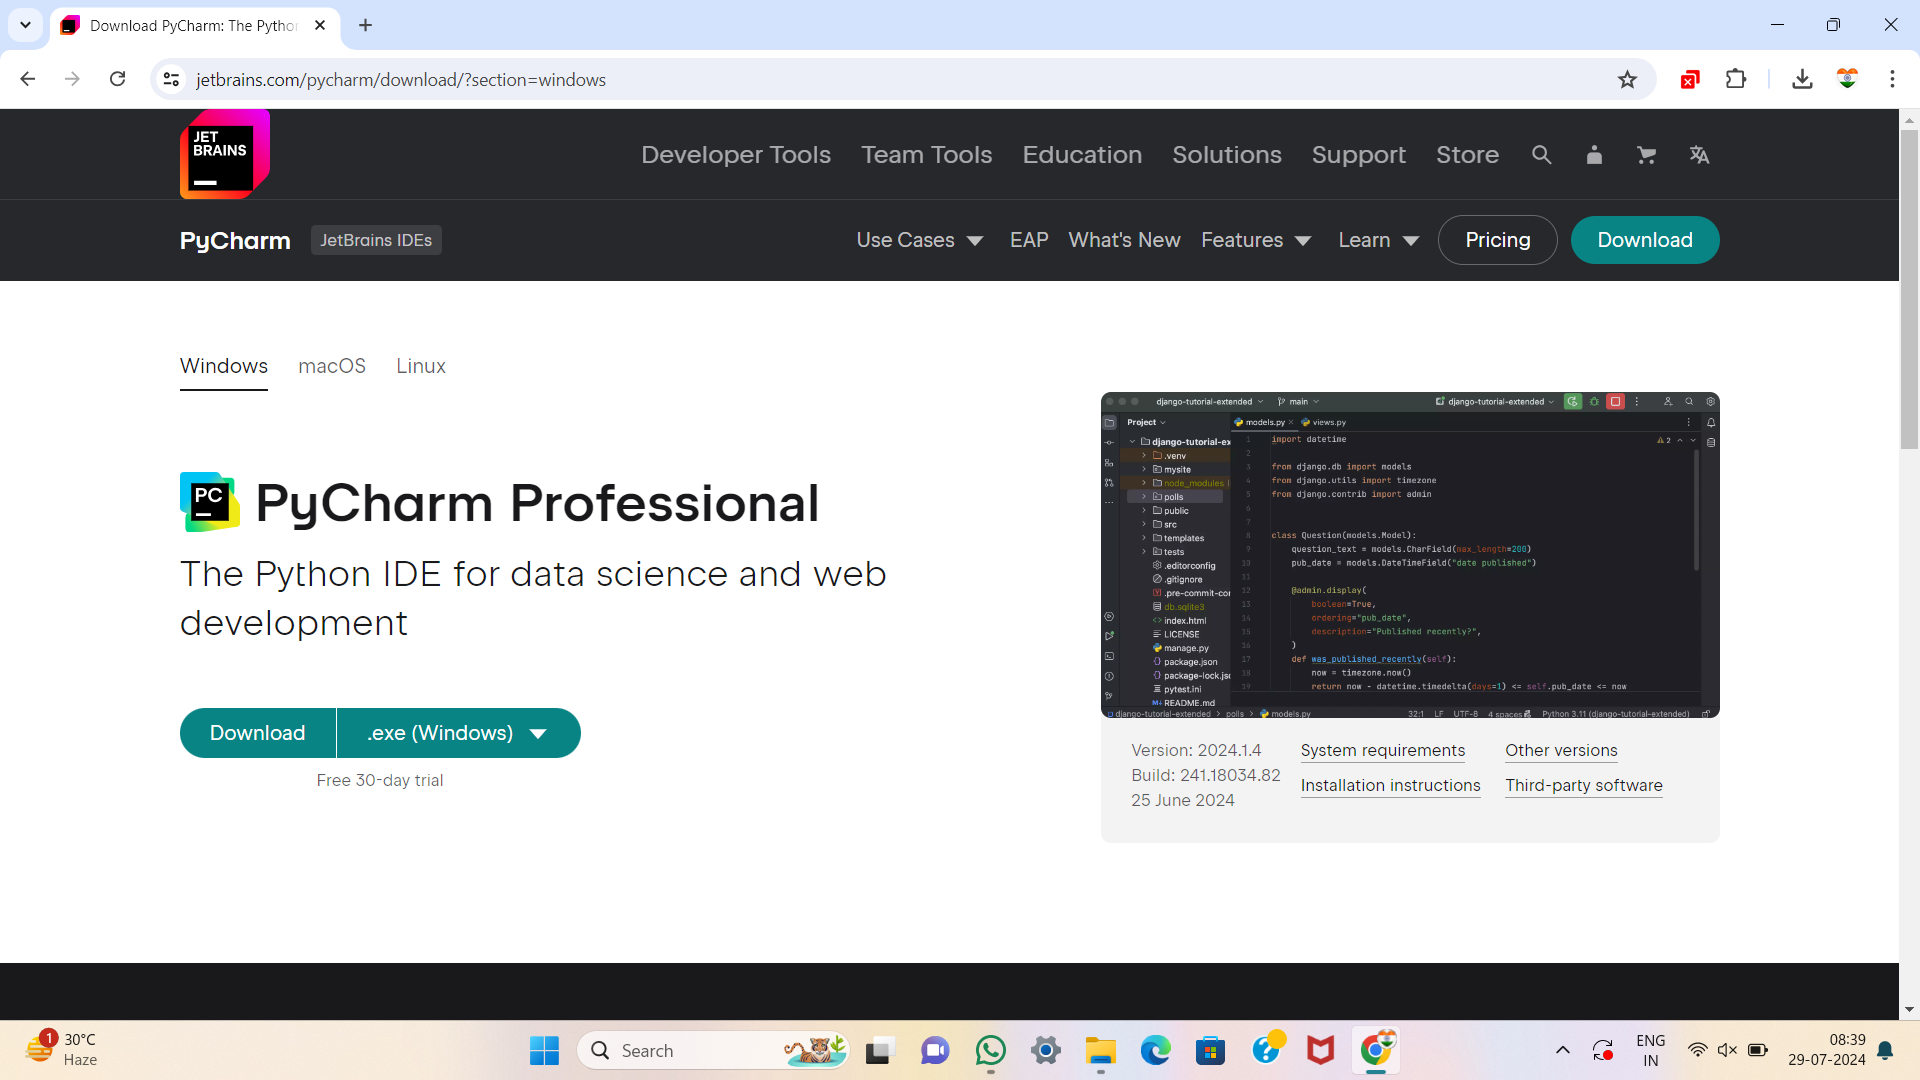 Download PyCharm: The Pytho
jetbrains.com/pycharm/download/?section=windows
JET
BRAINS
Developer Tools
Team Tools
Education
Solutions
Support
Store
PyCharm
JetBrains IDEs
Use Cases
EAP
What's New
Features
Learn
Pricing
Download
Windows
macOS
Linux
PC
PyCharm Professional
The Python IDE for data science and web
development
Download
.exe (Windows)
Free 30-day trial
django-tutorial-extended
main
django-tutorial-extended
Project
models.py
views.py
django-tutorial-ex
.venv
mysite
node_modules
polls
public
src
templates
tests
.editorconfig
.gitignore
.pre-commit-con
db.sqlite3
index.html
LICENSE
manage.py
package.json
package-lock.jso
pytest.ini
README.md
2
1 import datetime
2
3 from django.db import models
4 from django.utils import timezone
5 from django.contrib import admin
6
7
8 class Question(models.Model):
9 question_text = models.CharField(max_length=200)
10 pub_date = models.DateTimeField("date published")
11
12 @admin.display(
13 boolean=True,
14 ordering="pub_date",
15 description="Published recently?",
16 )
17 def was_published_recently(self):
18 now = timezone.now()
19 return now - datetime.timedelta(days=1) <= self.pub_date <= now
django-tutorial-extended > polls > models.py
32:1 LF UTF-8 4 spaces Python 3.11 (django-tutorial-extended)
Version: 2024.1.4
Build: 241.18034.82
25 June 2024
System requirements
Installation instructions
Other versions
Third-party software
1
30°C
Haze
Search
ENG
IN
08:39
29-07-2024